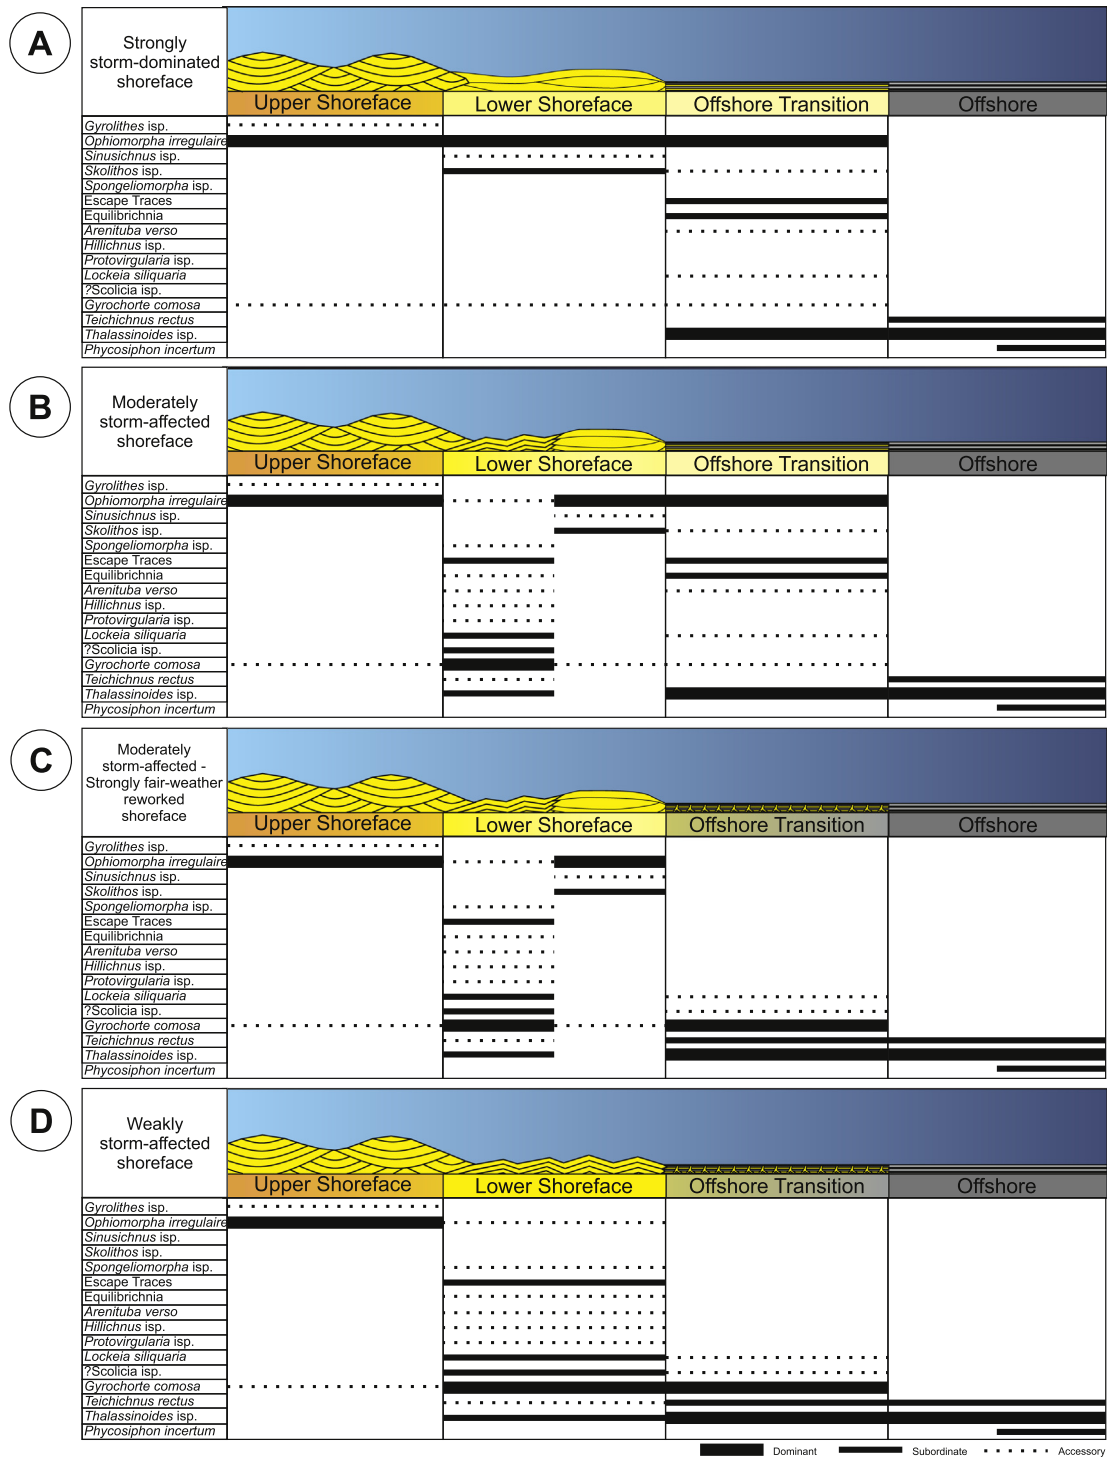 A
Strongly
storm-dominated
shoreface
Upper Shoreface
Lower Shoreface
Offshore Transition
Offshore
Gyrolithes isp.
Ophiomorpha irregulaire
Sinusichnus isp.
Skolithos isp.
Spongeliomorpha isp.
Escape Traces
Equilibrichnia
Arenituba verso
Hillichnus isp.
Protovirgularia isp.
Lockeia siliquaria
?Scolicia isp.
Gyrochorte comosa
Teichichnus rectus
Thalassinoides isp.
Phycosiphon incertum
B
Moderately
storm-affected
shoreface
Upper Shoreface
Lower Shoreface
Offshore Transition
Offshore
Gyrolithes isp.
Ophiomorpha irregulaire
Sinusichnus isp.
Skolithos isp.
Spongeliomorpha isp.
Escape Traces
Equilibrichnia
Arenituba verso
Hillichnus isp.
Protovirgularia isp.
Lockeia siliquaria
?Scolicia isp.
Gyrochorte comosa
Teichichnus rectus
Thalassinoides isp.
Phycosiphon incertum
C
Moderately
storm-affected -
Strongly fair-weather
reworked
shoreface
Upper Shoreface
Lower Shoreface
Offshore Transition
Offshore
Gyrolithes isp.
Ophiomorpha irregulaire
Sinusichnus isp.
Skolithos isp.
Spongeliomorpha isp.
Escape Traces
Equilibrichnia
Arenituba verso
Hillichnus isp.
Protovirgularia isp.
Lockeia siliquaria
?Scolicia isp.
Gyrochorte comosa
Teichichnus rectus
Thalassinoides isp.
Phycosiphon incertum
D
Weakly
storm-affected
shoreface
Upper Shoreface
Lower Shoreface
Offshore Transition
Offshore
Gyrolithes isp.
Ophiomorpha irregulaire
Sinusichnus isp.
Skolithos isp.
Spongeliomorpha isp.
Escape Traces
Equilibrichnia
Arenituba verso
Hillichnus isp.
Protovirgularia isp.
Lockeia siliquaria
?Scolicia isp.
Gyrochorte comosa
Teichichnus rectus
Thalassinoides isp.
Phycosiphon incertum
Dominant
Subordinate
Accessory